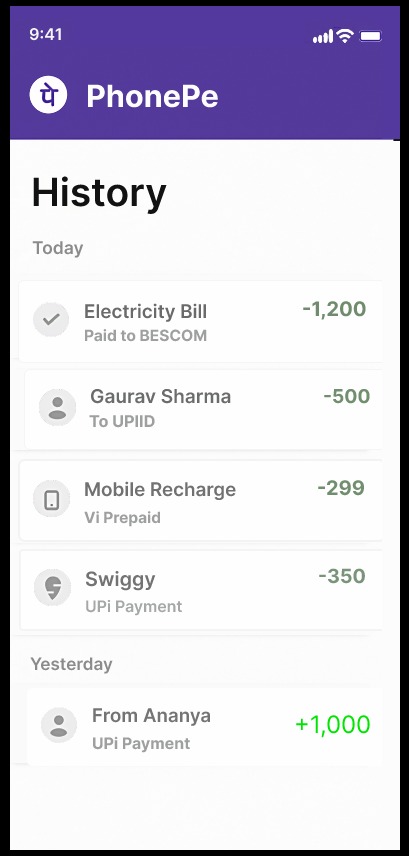 9:41
पे PhonePe
History
Today
Electricity Bill -1,200
Paid to BESCOM
Gaurav Sharma -500
To UPIID
Mobile Recharge -299
Vi Prepaid
Swiggy -350
UPi Payment
Yesterday
From Ananya +1,000
UPi Payment